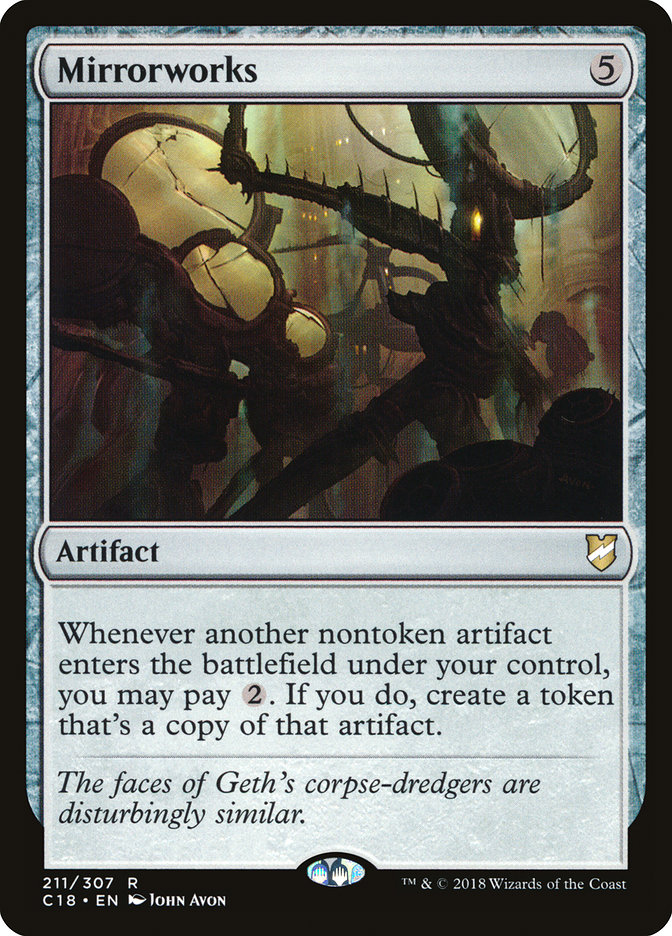 Mirrorworks 5
Artifact
Whenever another nontoken artifact
enters the battlefield under your control,
you may pay 2. If you do, create a token
that's a copy of that artifact.
The faces of Geth's corpse-dredgers are
disturbingly similar.
211/307 R
C18 • EN John Avon
™ & © 2018 Wizards of the Coast
AVON